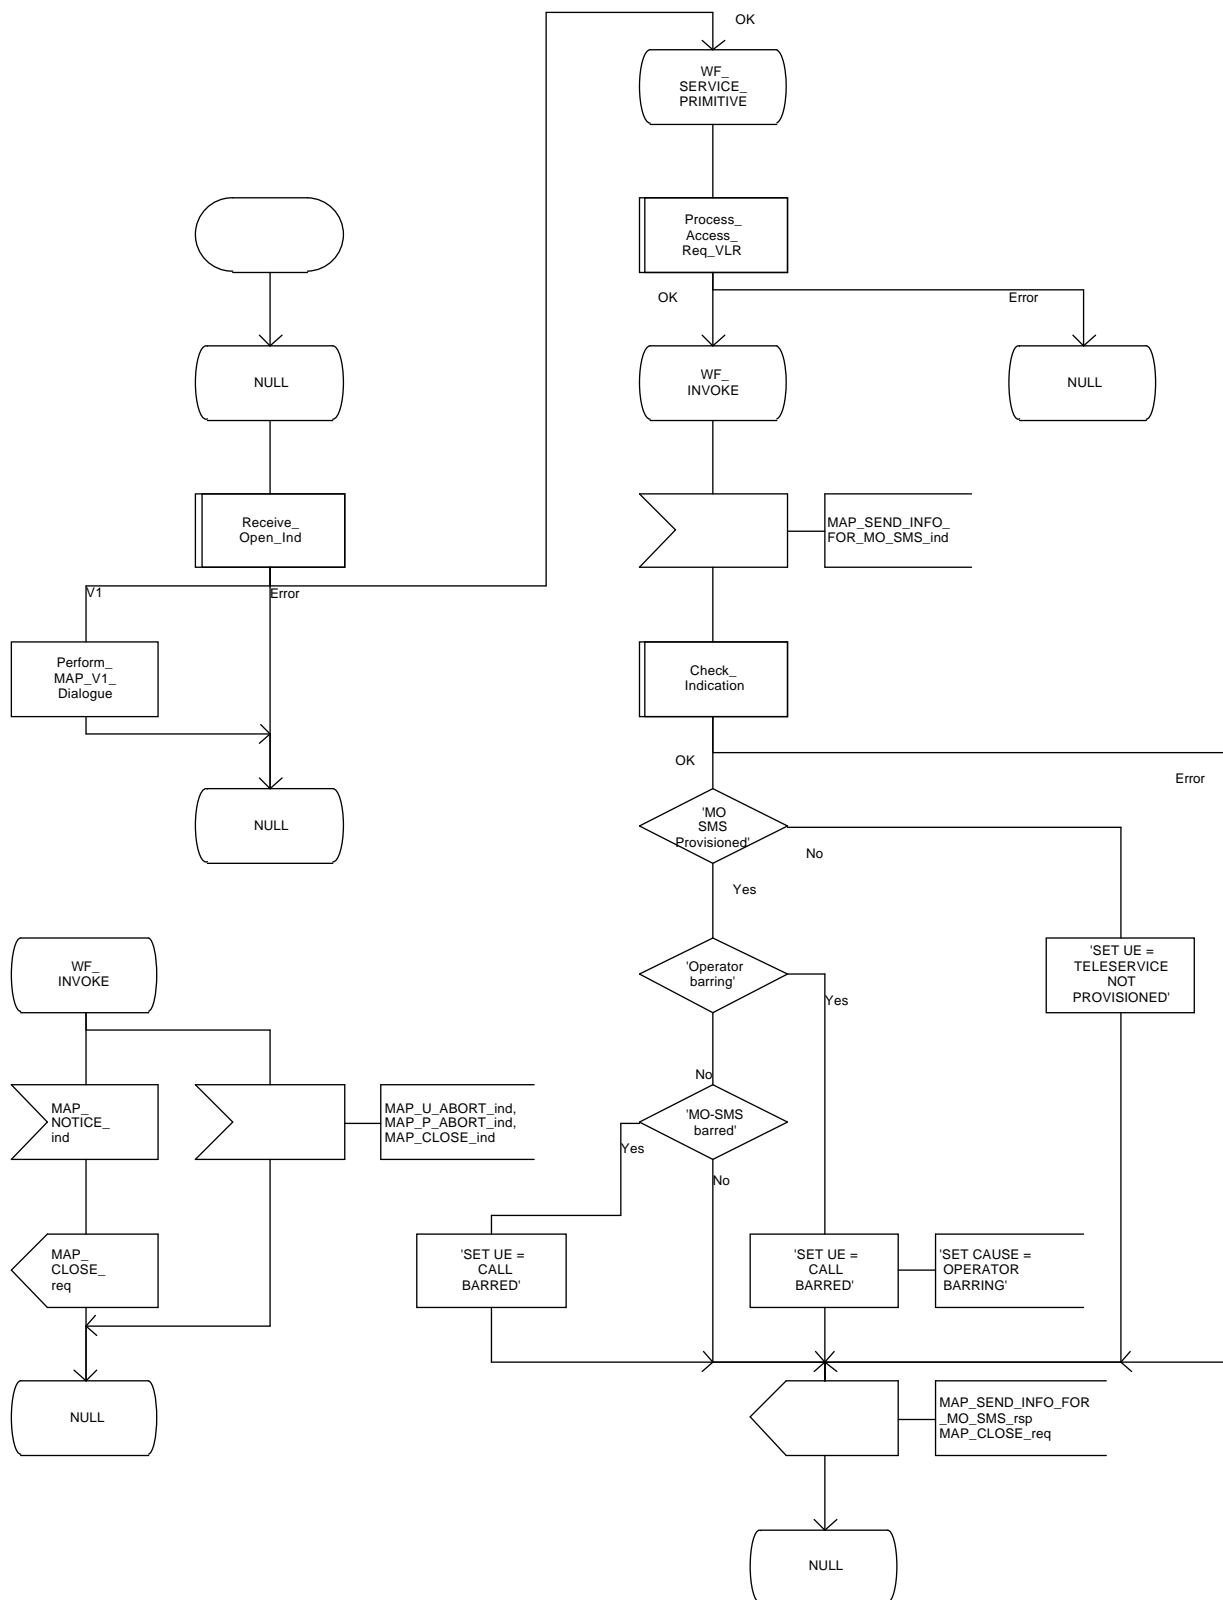 OK
WF_
SERVICE_
PRIMITIVE
Process_
Access_
Req_VLR
OK
Error
NULL
WF_
INVOKE
NULL
Receive_
Open_Ind
MAP_SEND_INFO_
FOR_MO_SMS_ind
V1
Error
Perform_
MAP_V1_
Dialogue
Check_
Indication
OK
Error
NULL
'MO
SMS
Provisioned'
No
Yes
WF_
INVOKE
'Operator
barring'
Yes
'SET UE =
TELESERVICE
NOT
PROVISIONED'
No
MAP_
NOTICE_
ind
MAP_U_ABORT_ind,
MAP_P_ABORT_ind,
MAP_CLOSE_ind
'MO-SMS
barred'
Yes
No
MAP_
CLOSE_
req
'SET UE =
CALL
BARRED'
'SET UE =
CALL
BARRED'
'SET CAUSE =
OPERATOR
BARRING'
NULL
MAP_SEND_INFO_FOR
_MO_SMS_rsp
MAP_CLOSE_req
NULL